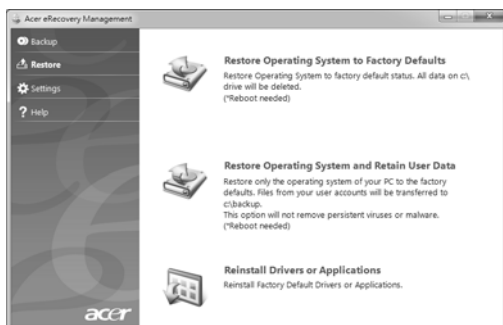 Acer eRecovery Management
Backup
Restore
Settings
Help
Restore Operating System to Factory Defaults
Restore Operating System to factory default status. All data on c:\
drive will be deleted.
(*Reboot needed)
Restore Operating System and Retain User Data
Restore only the operating system of your PC to the factory
defaults. Files from your user accounts will be transferred to
c:\backup.
This option will not remove persistent viruses or malware.
(*Reboot needed)
Reinstall Drivers or Applications
Reinstall Factory Default Drivers or Applications.
acer